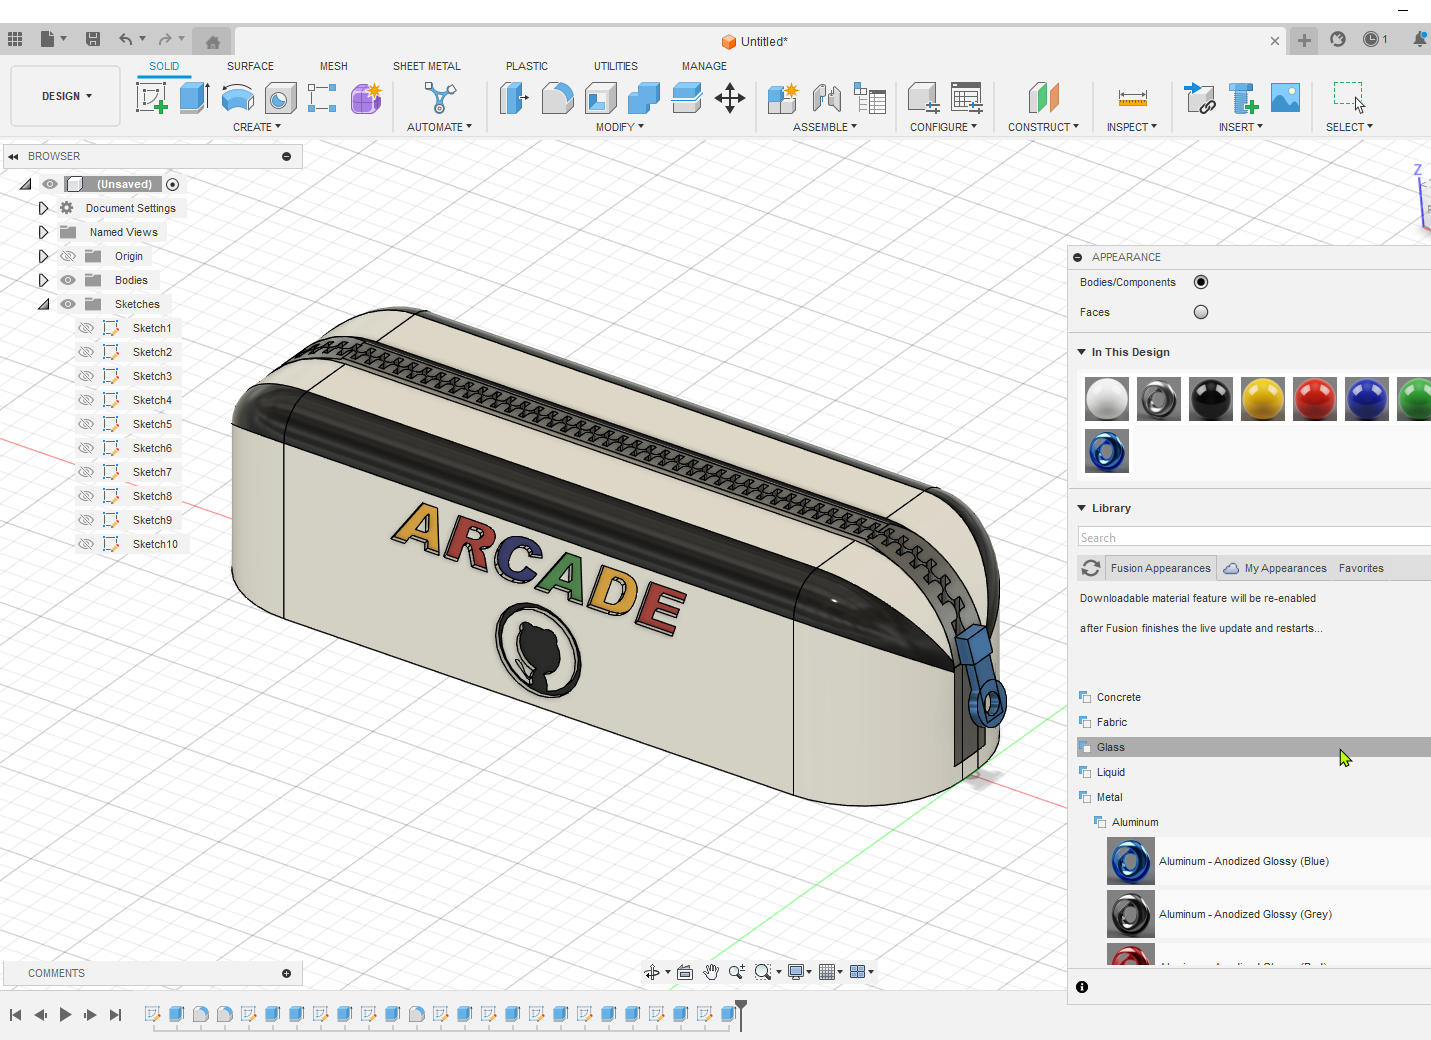 Untitled*
1
DESIGN
SOLID
SURFACE
MESH
SHEET METAL
PLASTIC
UTILITIES
MANAGE
CREATE
AUTOMATE
MODIFY
ASSEMBLE
CONFIGURE
CONSTRUCT
INSPECT
INSERT
SELECT
BROWSER
(Unsaved)
Document Settings
Named Views
Origin
Bodies
Sketches
Sketch1
Sketch2
Sketch3
Sketch4
Sketch5
Sketch6
Sketch7
Sketch8
Sketch9
Sketch10
Z
ARCADE
APPEARANCE
Bodies/Components
Faces
In This Design
Library
Search
Fusion Appearances
My Appearances
Favorites
Downloadable material feature will be re-enabled
after Fusion finishes the live update and restarts...
Concrete
Fabric
Glass
Liquid
Metal
Aluminum
Aluminum - Anodized Glossy (Blue)
Aluminum - Anodized Glossy (Grey)
COMMENTS